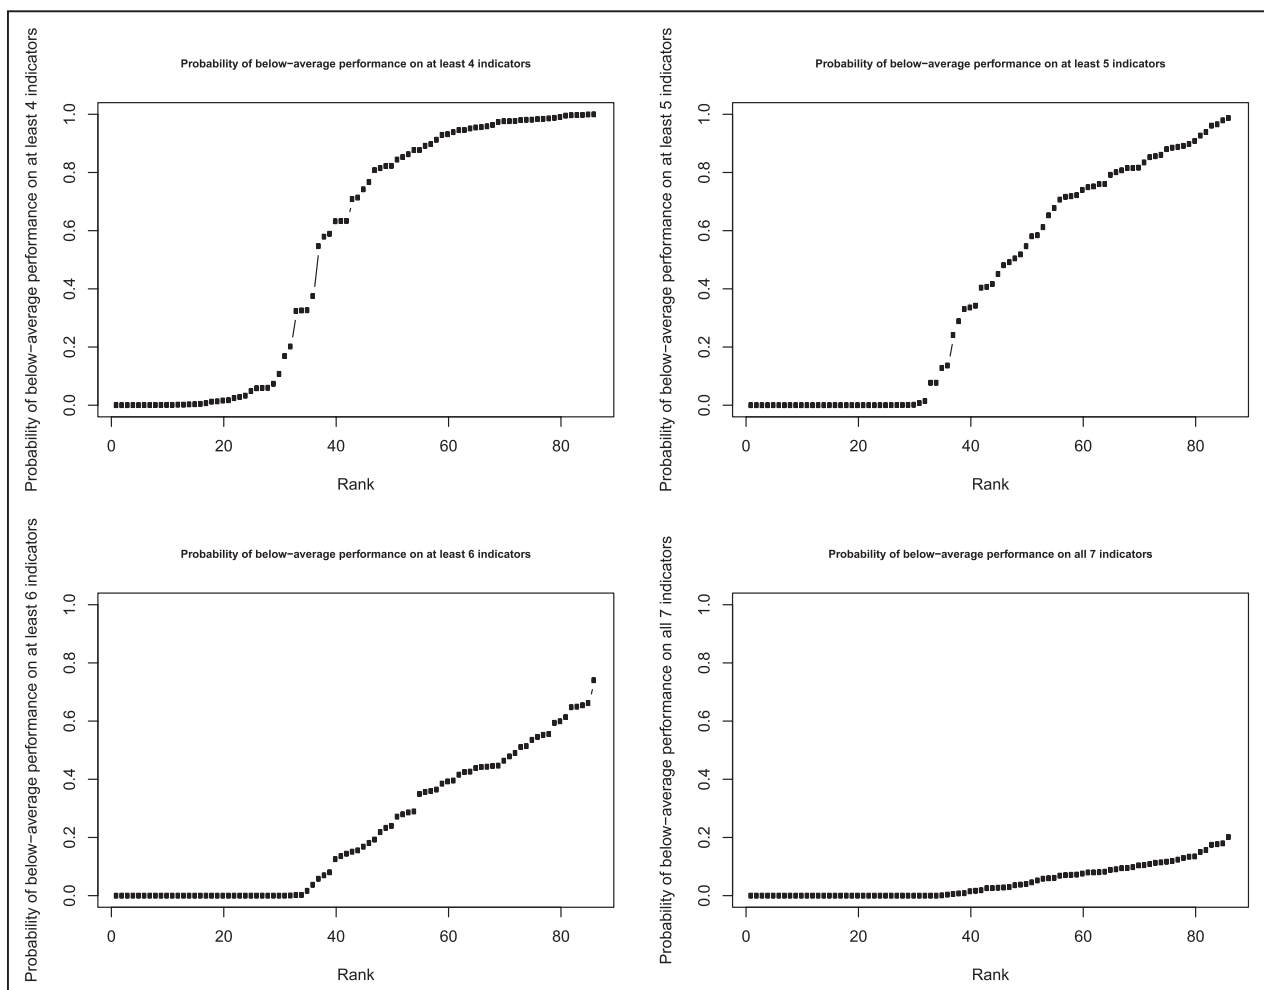 Probability of below−average performance on at least 4 indicators
Probability of below−average performance on at least 4 indicators
1.0
0.8
0.6
0.4
0.2
0.0
0 20 40 60 80
Rank
Probability of below−average performance on at least 5 indicators
Probability of below−average performance on at least 5 indicators
1.0
0.8
0.6
0.4
0.2
0.0
0 20 40 60 80
Rank
Probability of below−average performance on at least 6 indicators
Probability of below−average performance on at least 6 indicators
1.0
0.8
0.6
0.4
0.2
0.0
0 20 40 60 80
Rank
Probability of below−average performance on all 7 indicators
Probability of below−average performance on all 7 indicators
1.0
0.8
0.6
0.4
0.2
0.0
0 20 40 60 80
Rank